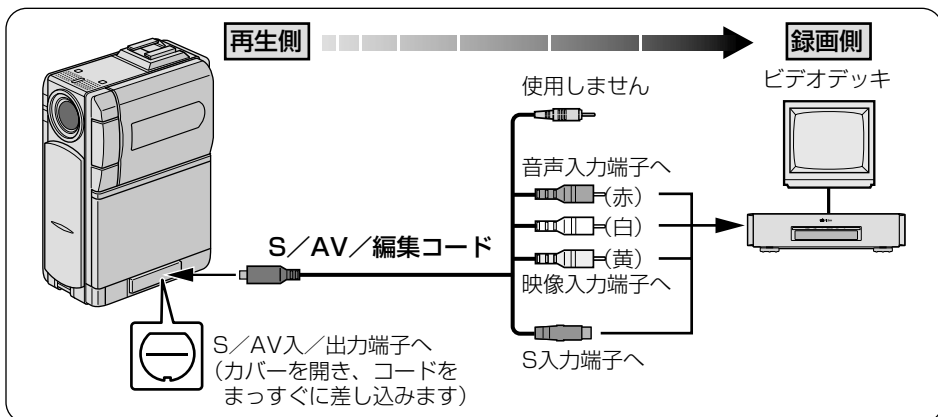 再生側
録画側
ビデオデッキ
使用しません
音声入力端子へ
(赤)
(白)
(黄)
映像入力端子へ
S/AV/編集コード
S入力端子へ
S/AV入/出力端子へ
(カバーを開き、コードを
まっすぐに差し込みます)